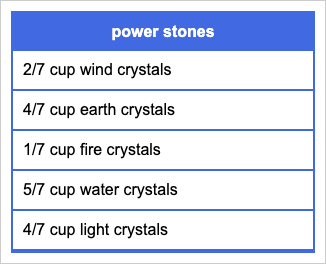 power stones
2/7 cup wind crystals
4/7 cup earth crystals
1/7 cup fire crystals
5/7 cup water crystals
4/7 cup light crystals